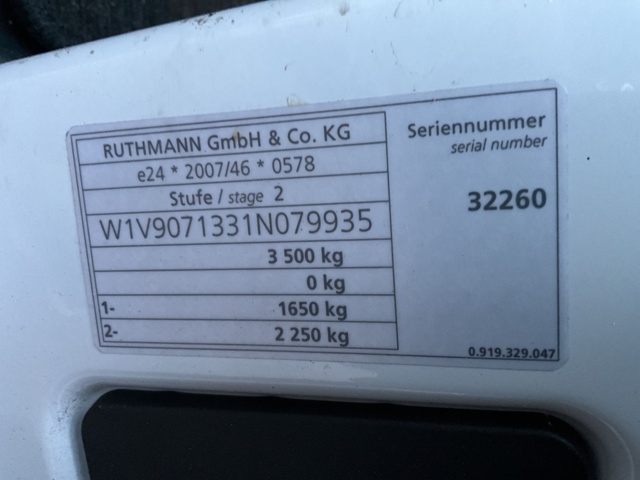 RUTHMANN GmbH & Co. KG
e24 * 2007/46 * 0578
Stufe / stage 2
W1V9071331N079935
3 500 kg
0 kg
1- 1650 kg
2- 2 250 kg
Seriennummer
serial number
32260
0.919.329.047